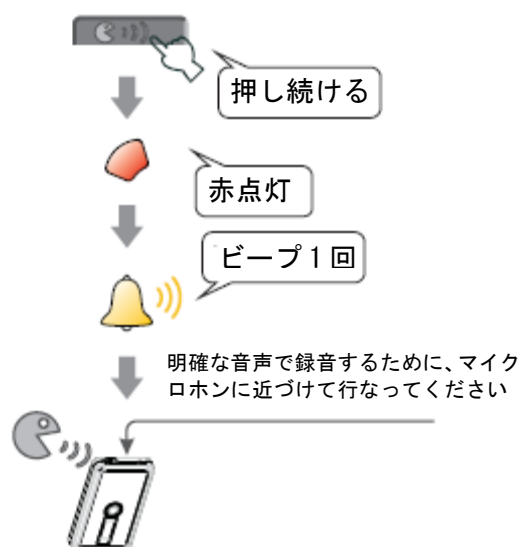 押し続ける
赤点灯
ビープ1回
明確な音声で録音するために、マイク
ロホンに近づけて行なってください